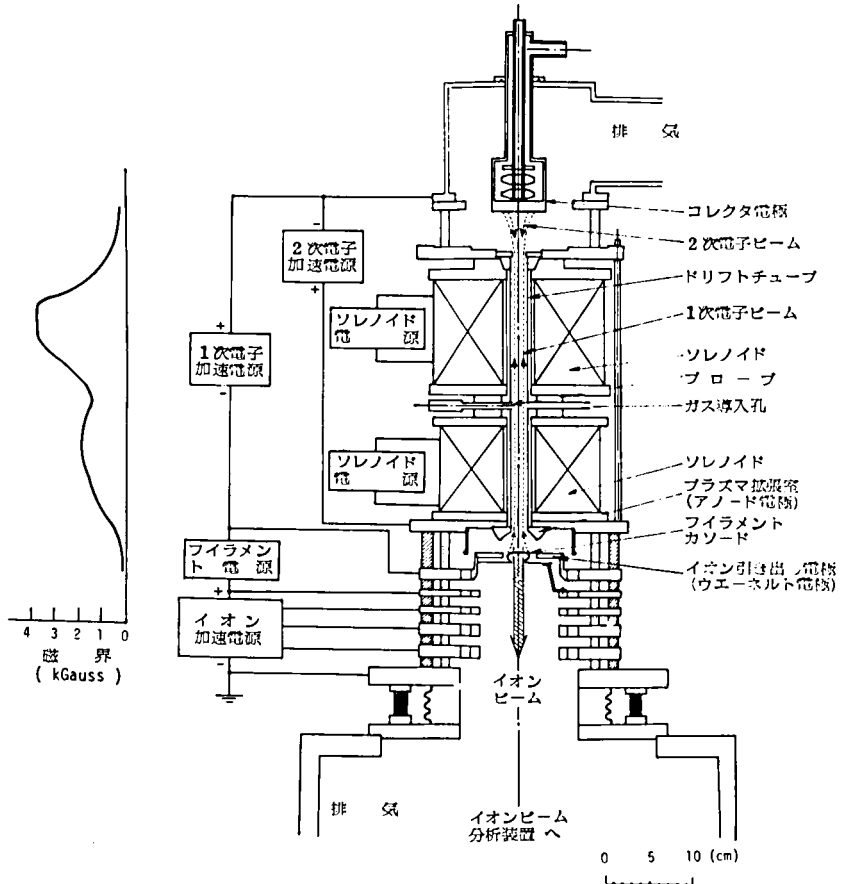 排 気
コレクタ電極
2次電子ビーム
ドリフトチューブ
1次電子ビーム
ソレノイド
プローブ
ガス導入孔
ソレノイド
プラズマ拡張室
(アノード電極)
フィラメント
カソード
イオン引き出し電極
(ウエーネルト電極)
-
2次電子
加速電源
+
ソレノイド
電 源
+
1次電子
加速電源
-
ソレノイド
電 源
フイラメン
ト 電 源
+
イ オ ン
加速電源
-
4 3 2 1 0
磁 界
( kGauss )
イオン
ビーム
排 気
イオンビーム
分析装置へ
0 5 10 (cm)